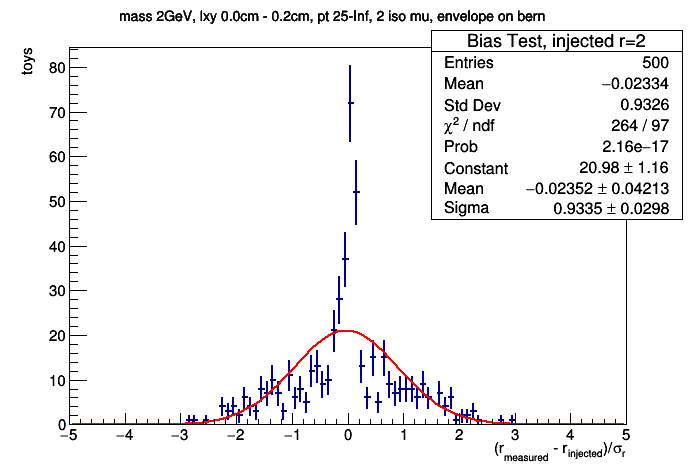 mass 2GeV, lxy 0.0cm - 0.2cm, pt 25-Inf, 2 iso mu, envelope on bern
Bias Test, injected r=2
Entries 500
Mean −0.02334
Std Dev 0.9326
χ² / ndf 264 / 97
Prob 2.16e−17
Constant 20.98 ± 1.16
Mean −0.02352 ± 0.04213
Sigma 0.9335 ± 0.0298
toys
80
70
60
50
40
30
20
10
0
−5 −4 −3 −2 −1 0 1 2 3 4 5
(r_measured - r_injected)/σ_r